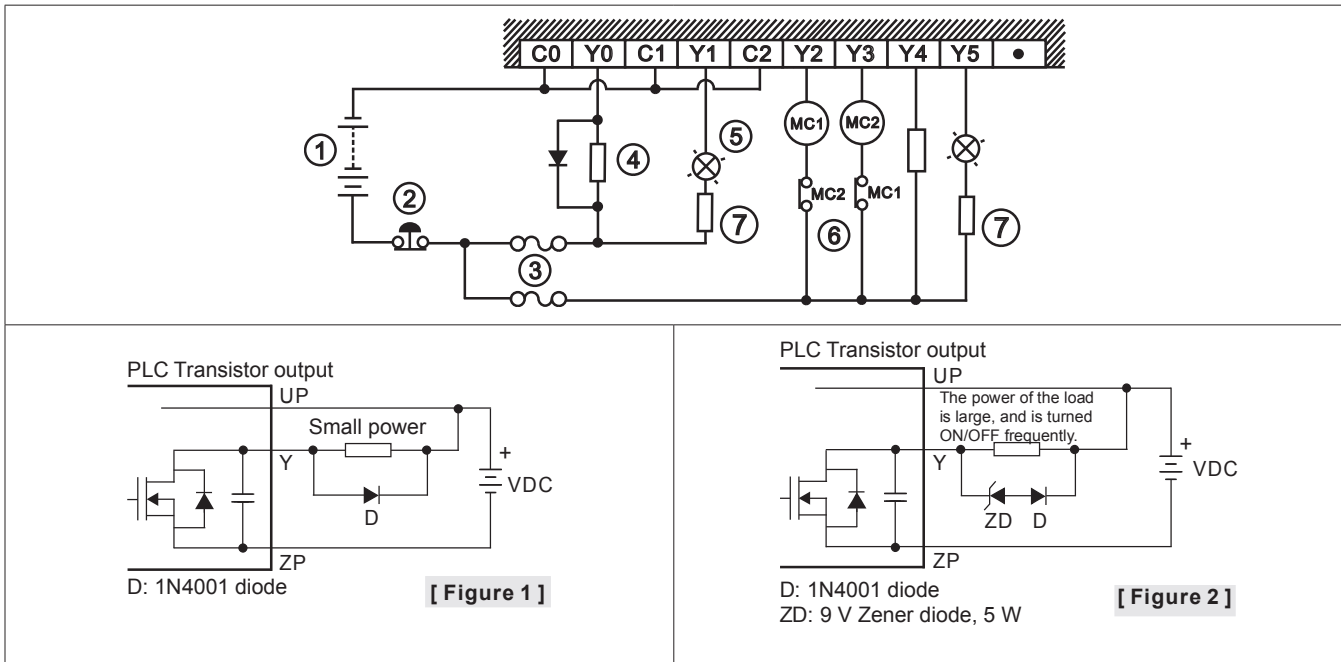 C0 Y0 C1 Y1 C2 Y2 Y3 Y4 Y5 •
MC1 MC2
①
⑤
④
②
MC2 MC1
⑦
⑥
⑦
③
PLC Transistor output
UP
Small power
Y
+
VDC
D
ZP
D: 1N4001 diode
[ Figure 1 ]
PLC Transistor output
UP
The power of the load
is large, and is turned
ON/OFF frequently.
Y
+
VDC
ZD D
ZP
D: 1N4001 diode
ZD: 9 V Zener diode, 5 W
[ Figure 2 ]